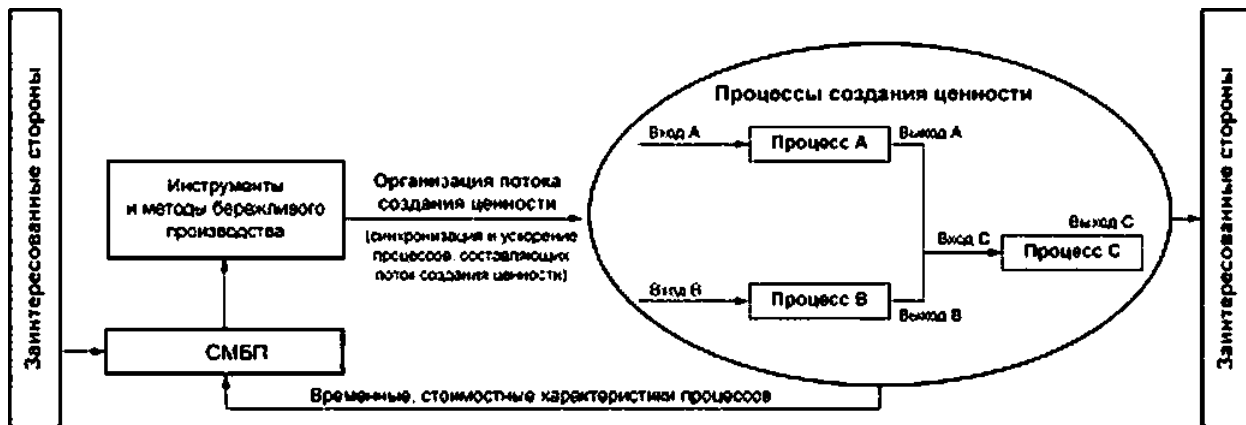 Заинтересованные стороны
Инструменты
и методы бережливого
производства
СМБП
Организация потока
создания ценности
(синхронизация и ускорение
процессов, составляющих
поток создания ценности)
Процессы создания ценности
Вход А
Процесс А
Выход А
Вход В
Процесс В
Выход В
Вход С
Процесс С
Выход С
Временные, стоимостные характеристики процессов
Заинтересованные стороны